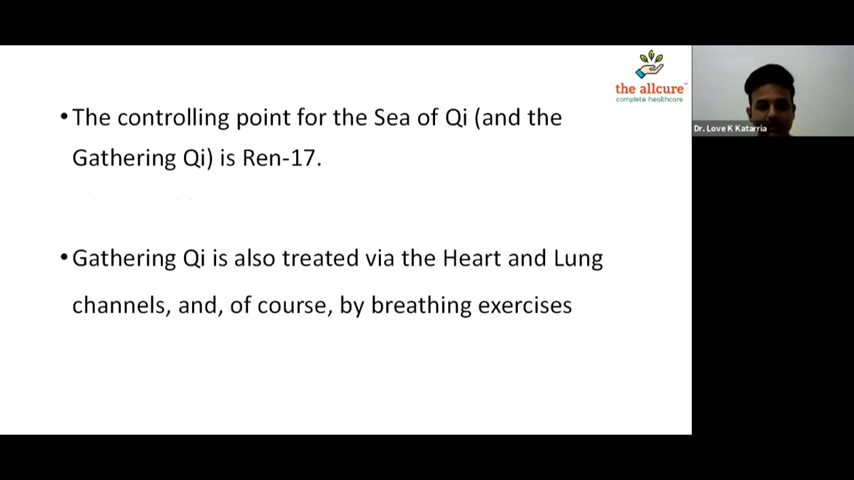 the allcure
complete healthcare
Dr. Love K Katarria
•The controlling point for the Sea of Qi (and the
Gathering Qi) is Ren-17.
•Gathering Qi is also treated via the Heart and Lung
channels, and, of course, by breathing exercises